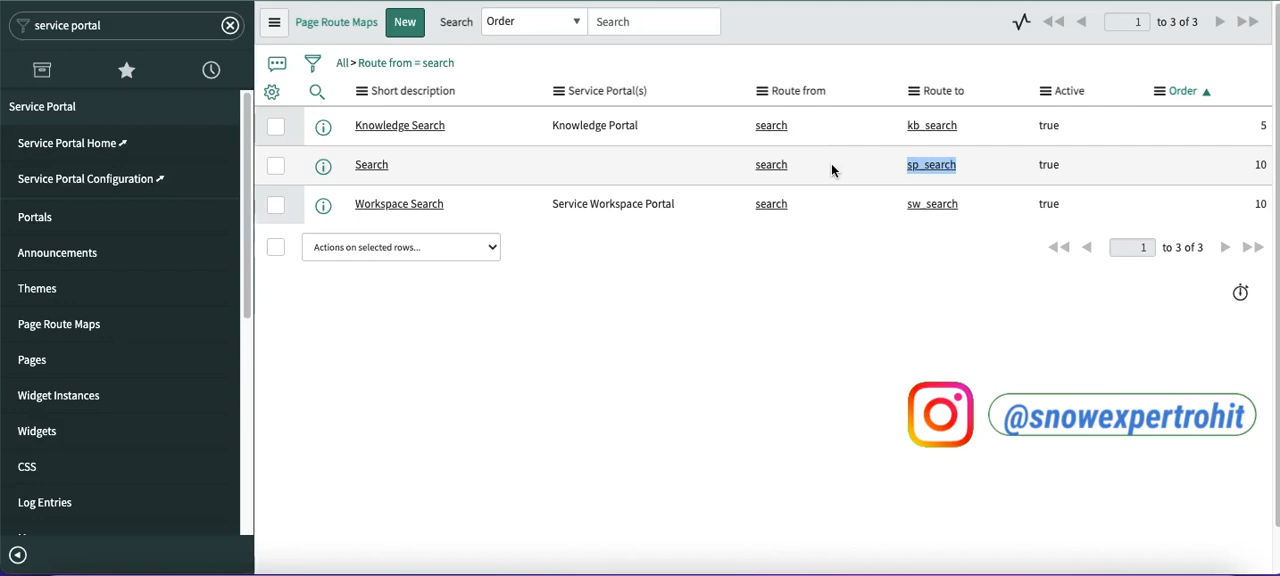 service portal
Page Route Maps New Search Order Search 1 to 3 of 3
All > Route from = search
Short description Service Portal(s) Route from Route to Active Order
Knowledge Search Knowledge Portal search kb_search true 5
Search search sp_search true 10
Workspace Search Service Workspace Portal search sw_search true 10
Actions on selected rows... 1 to 3 of 3
Service Portal
Service Portal Home
Service Portal Configuration
Portals
Announcements
Themes
Page Route Maps
Pages
Widget Instances
Widgets
CSS
Log Entries
@snowexpertrohit